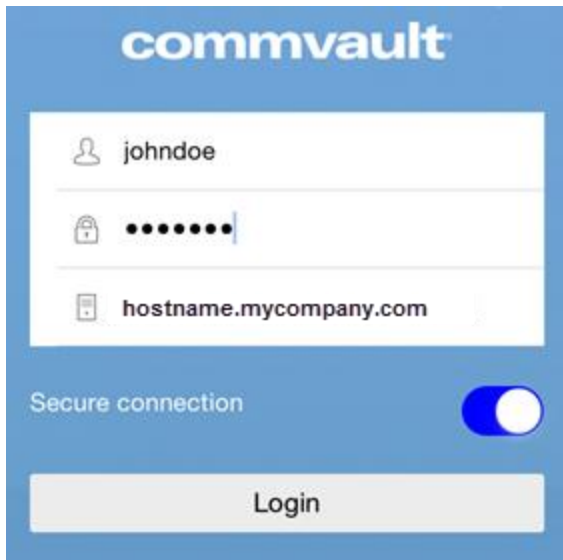 commvault
johndoe
•••••••
hostname.mycompany.com
Secure connection
Login